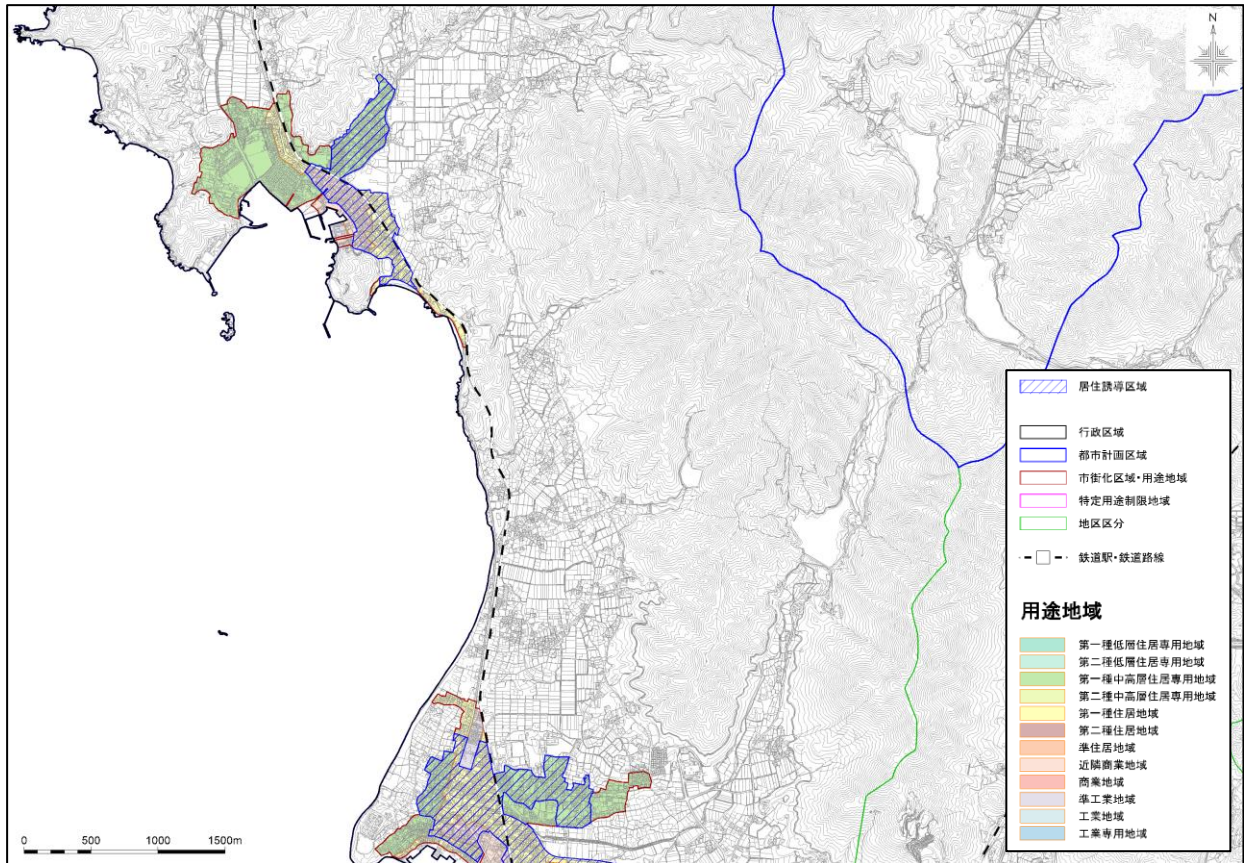 N
居住誘導区域
行政区域
都市計画区域
市街化区域・用途地域
特定用途制限地域
地区区分
鉄道駅・鉄道路線
用途地域
第一種低層住居専用地域
第二種低層住居専用地域
第一種中高層住居専用地域
第二種中高層住居専用地域
第一種住居地域
第二種住居地域
準住居地域
近隣商業地域
商業地域
準工業地域
工業地域
工業専用地域
0 500 1000 1500m